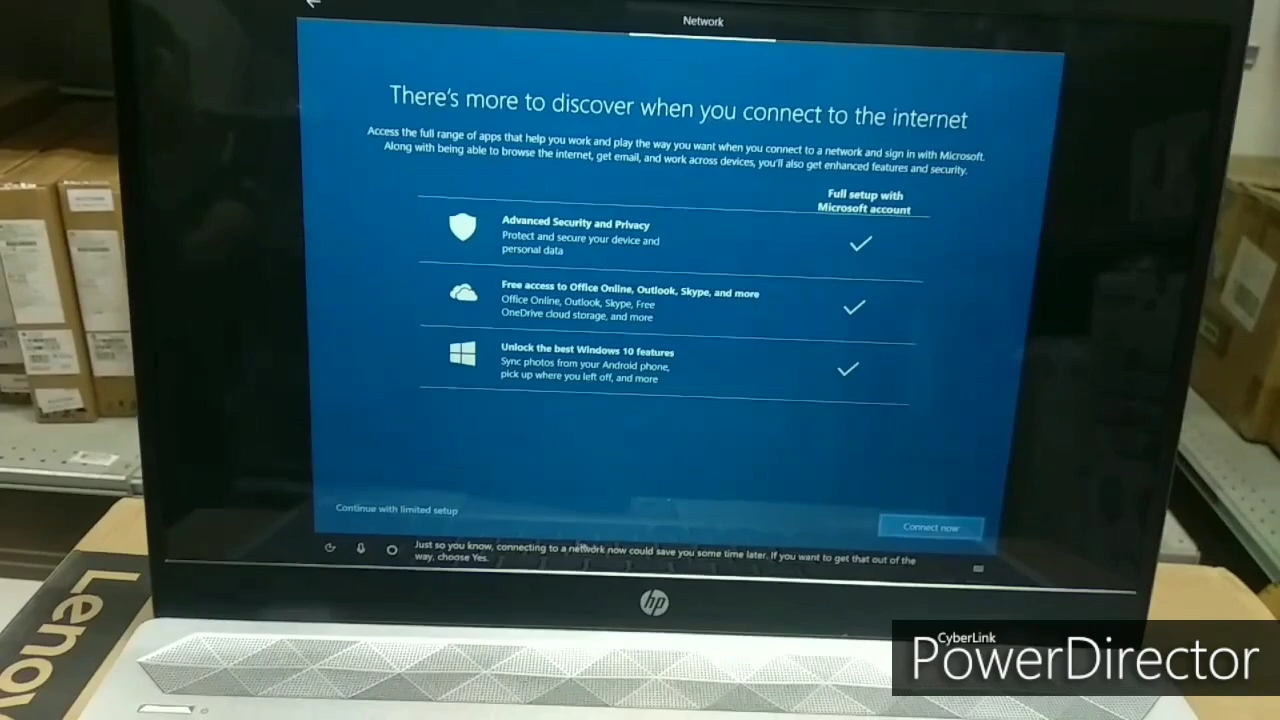 Network
There's more to discover when you connect to the internet
Access the full range of apps that help you work and play the way you want when you connect to a network and sign in with Microsoft.
Along with being able to browse the internet, get email, and work across devices, you'll also get enhanced features and security.
Full setup with
Microsoft account
Advanced Security and Privacy
Protect and secure your device and
personal data
Free access to Office Online, Outlook, Skype, and more
Office Online, Outlook, Skype, Free
OneDrive cloud storage, and more
Unlock the best Windows 10 features
Sync photos from your Android phone,
pick up where you left off, and more
Continue with limited setup
Connect now
Just so you know, connecting to a network now could save you some time later. If you want to get that out of the
way, choose Yes.
hp
Lenov
CyberLink
PowerDirector